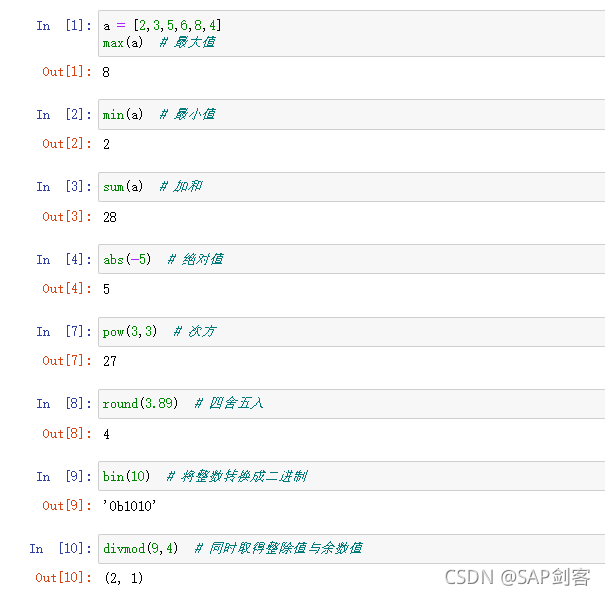 In [1]: a = [2,3,5,6,8,4]
max(a) # 最大值
Out[1]: 8
In [2]: min(a) # 最小值
Out[2]: 2
In [3]: sum(a) # 加和
Out[3]: 28
In [4]: abs(-5) # 绝对值
Out[4]: 5
In [7]: pow(3,3) # 次方
Out[7]: 27
In [8]: round(3.89) # 四舍五入
Out[8]: 4
In [9]: bin(10) # 将整数转换成二进制
Out[9]: '0b1010'
In [10]: divmod(9,4) # 同时取得整除值与余数值
Out[10]: (2, 1)
CSDN @SAP剑客